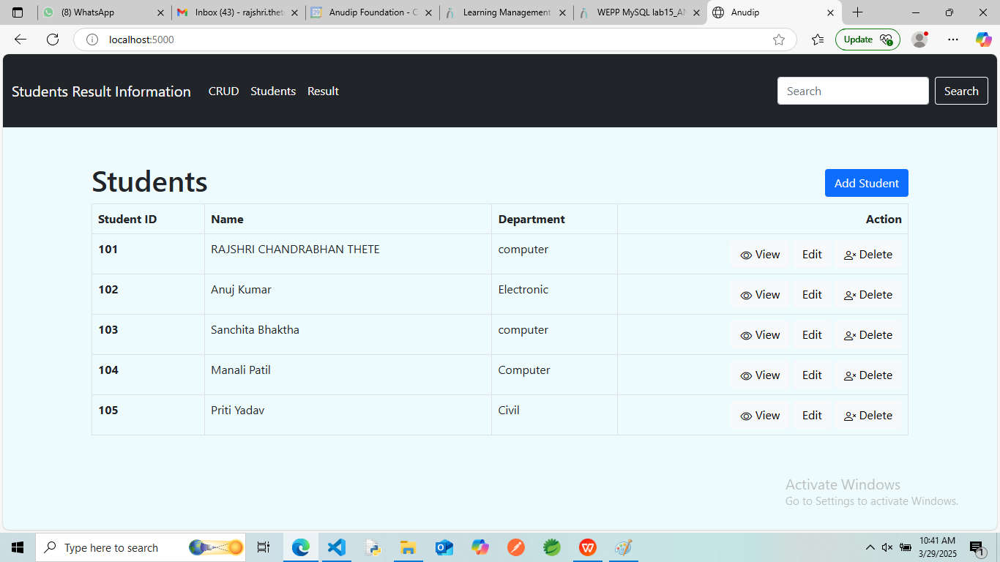 (8) WhatsApp
Inbox (43) - rajshri.thet
Anudip Foundation - C
Learning Management
WEPP MySQL lab15_AN
Anudip
localhost:5000
Update
Students Result Information CRUD Students Result Search Search
Students
Add Student
Student ID Name Department Action
101 RAJSHRI CHANDRABHAN THETE computer View Edit Delete
102 Anuj Kumar Electronic View Edit Delete
103 Sanchita Bhaktha computer View Edit Delete
104 Manali Patil Computer View Edit Delete
105 Priti Yadav Civil View Edit Delete
Activate Windows
Go to Settings to activate Windows.
Type here to search
10:41 AM
3/29/2025
1